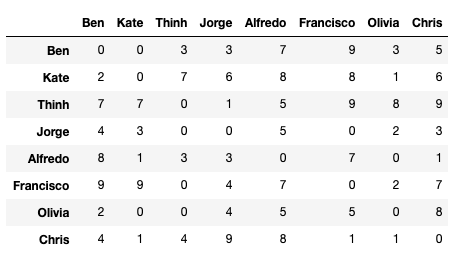 Ben Kate Thinh Jorge Alfredo Francisco Olivia Chris
Ben 0 0 3 3 7 9 3 5
Kate 2 0 7 6 8 8 1 6
Thinh 7 7 0 1 5 9 8 9
Jorge 4 3 0 0 5 0 2 3
Alfredo 8 1 3 3 0 7 0 1
Francisco 9 9 0 4 7 0 2 7
Olivia 2 0 0 4 5 5 0 8
Chris 4 1 4 9 8 1 1 0